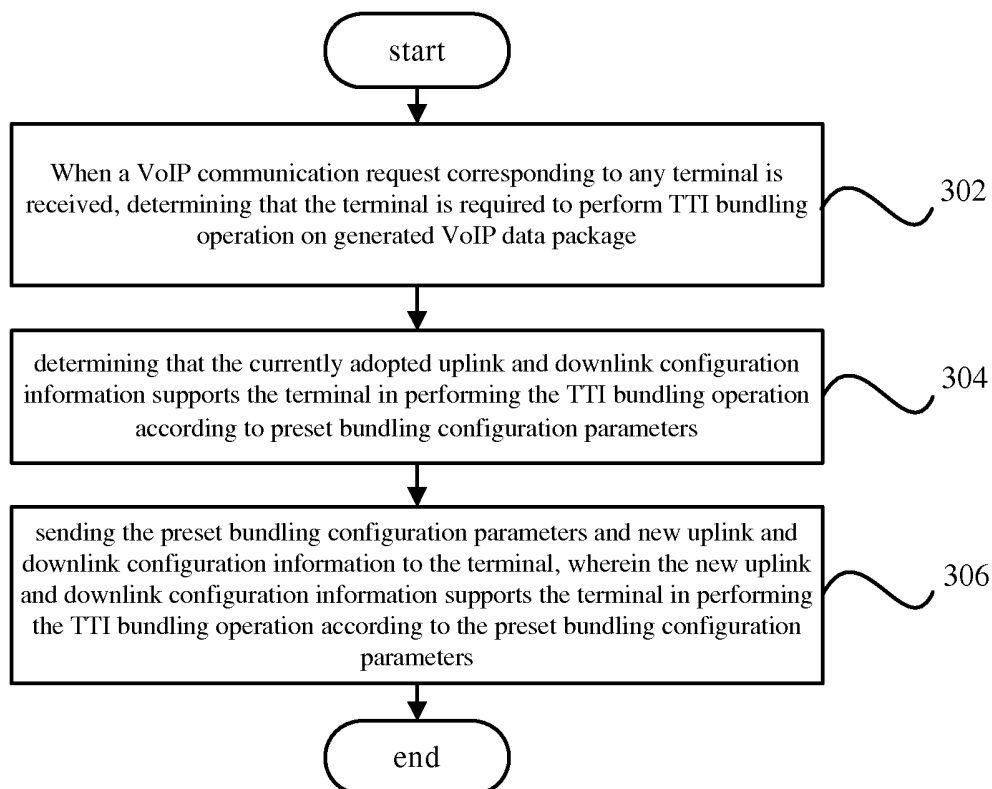 start
When a VoIP communication request corresponding to any terminal is
received, determining that the terminal is required to perform TTI bundling
operation on generated VoIP data package
302
determining that the currently adopted uplink and downlink configuration
information supports the terminal in performing the TTI bundling operation
according to preset bundling configuration parameters
304
sending the preset bundling configuration parameters and new uplink and
downlink configuration information to the terminal, wherein the new uplink
and downlink configuration information supports the terminal in performing
the TTI bundling operation according to the preset bundling configuration
parameters
306
end